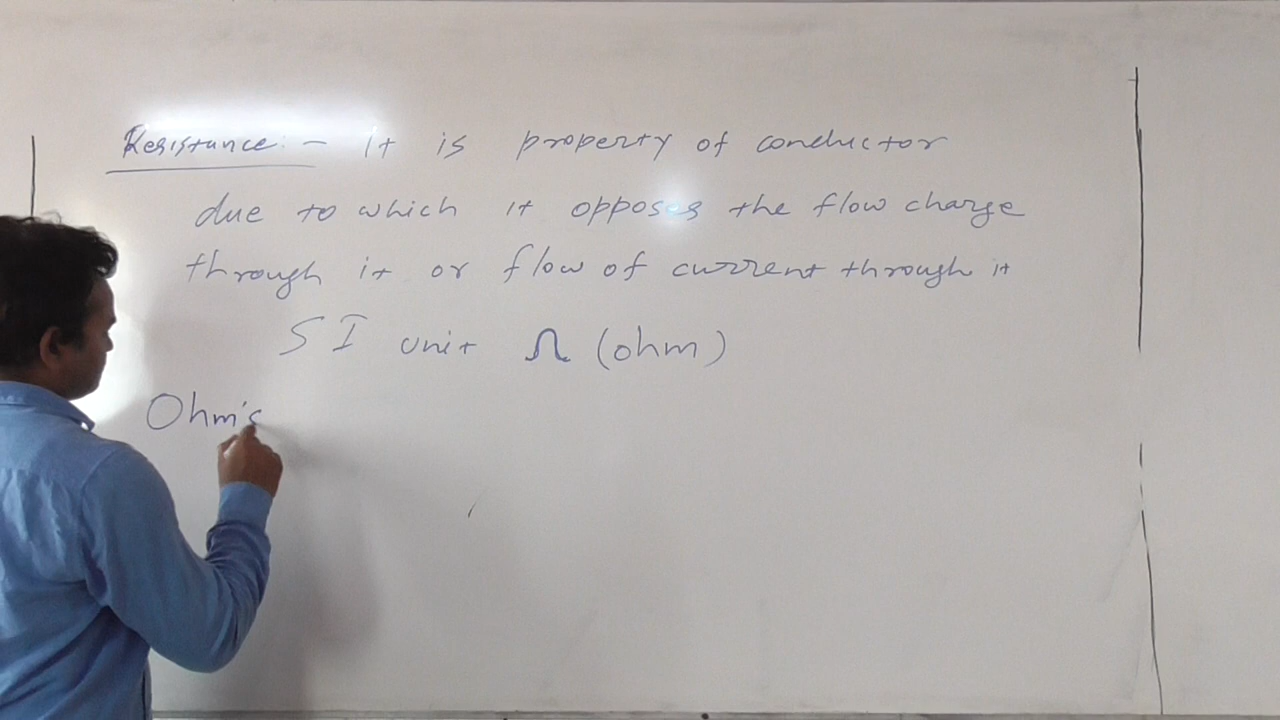 Resistance:- It is property of conductor
due to which it opposes the flow charge
through it or flow of current through it
SI unit Ω (ohm)
Ohm's